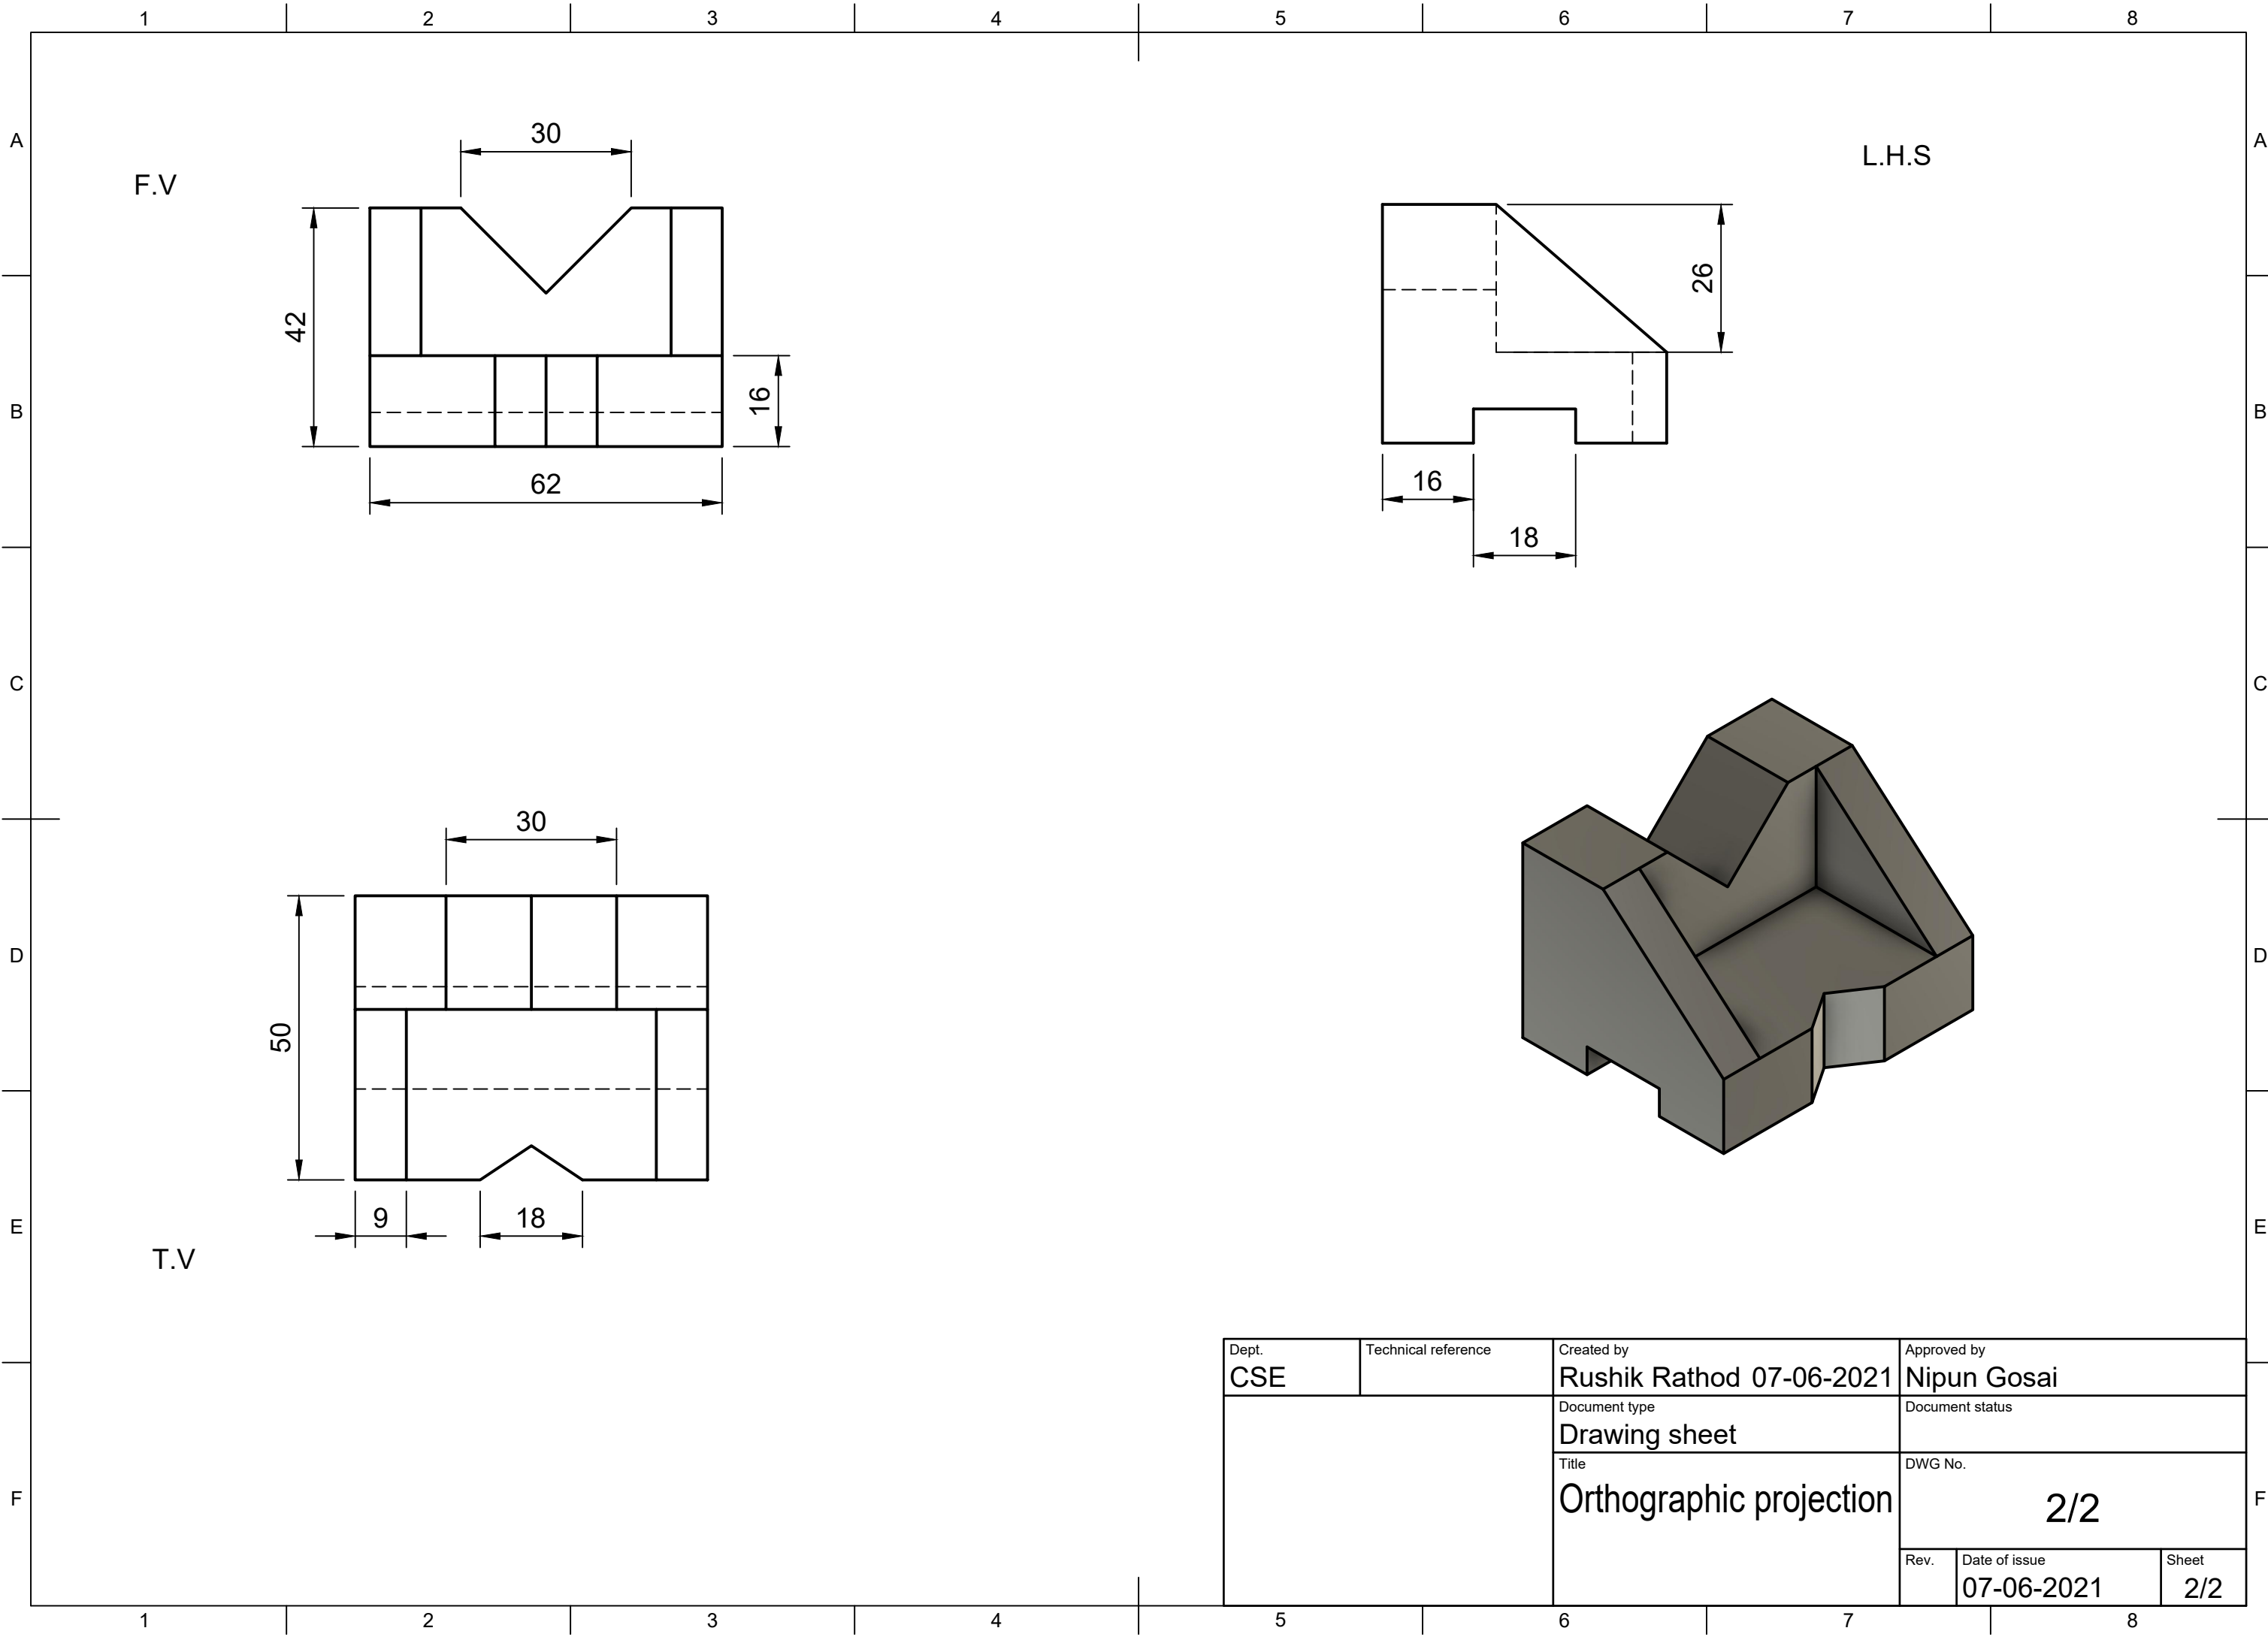 1 2 3 4 5 6 7 8
A A
30
L.H.S
F.V
42
26
16
B B
62
16
18
C C
30
D D
50
9 18
E E
T.V
Dept. Technical reference Created by Approved by
CSE Rushik Rathod 07-06-2021 Nipun Gosai
Document type Document status
Drawing sheet
Title DWG No.
Orthographic projection
2/2
F F
Rev. Date of issue Sheet
07-06-2021 2/2
1 2 3 4 5 6 7 8